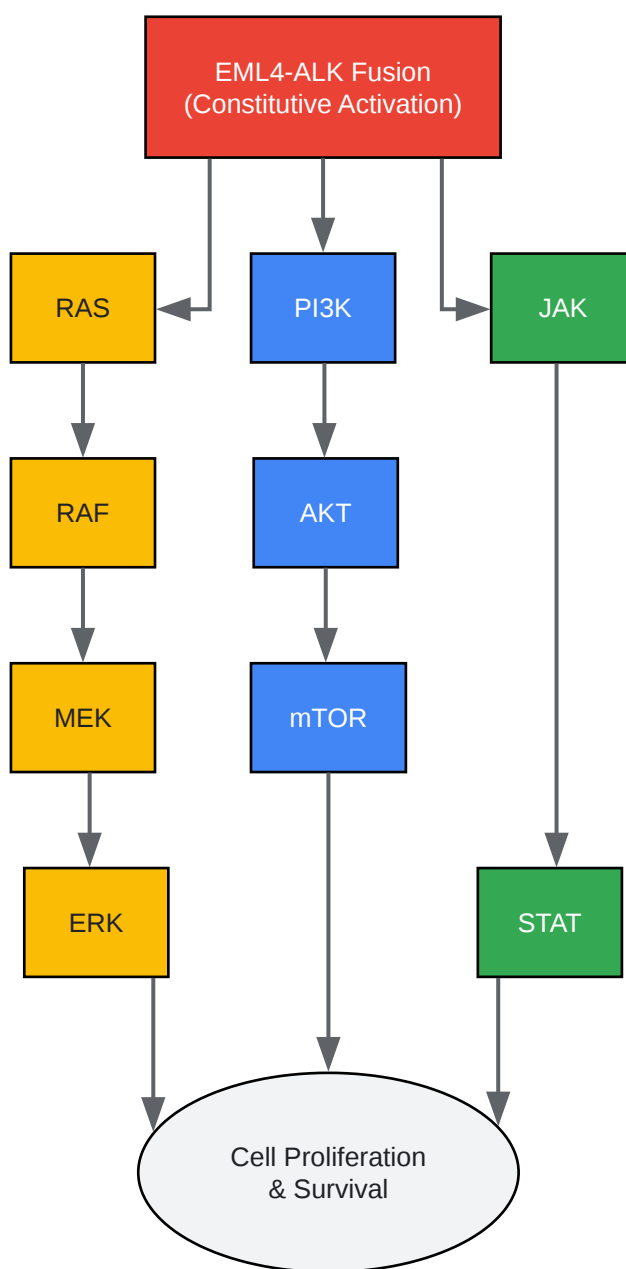 EML4-ALK Fusion
(Constitutive Activation)
RAS
PI3K
JAK
RAF
AKT
MEK
mTOR
ERK
STAT
Cell Proliferation
& Survival